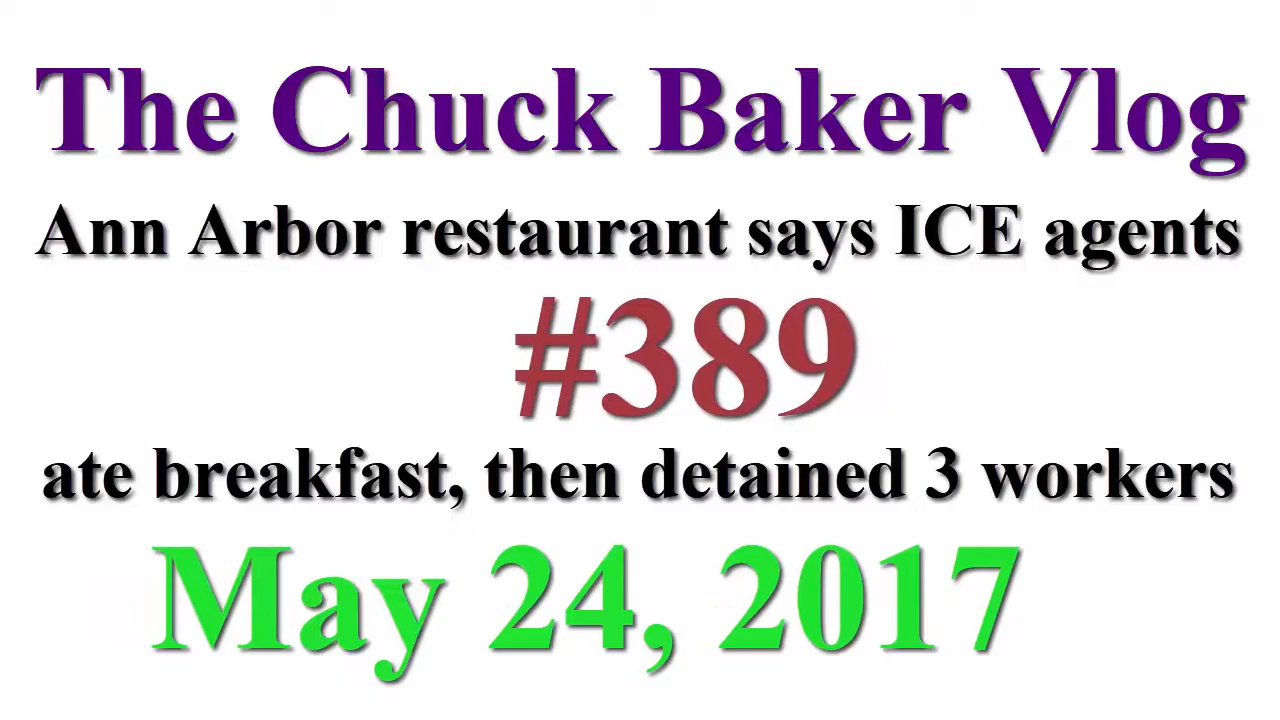 The Chuck Baker Vlog
Ann Arbor restaurant says ICE agents
#389
ate breakfast, then detained 3 workers
May 24, 2017